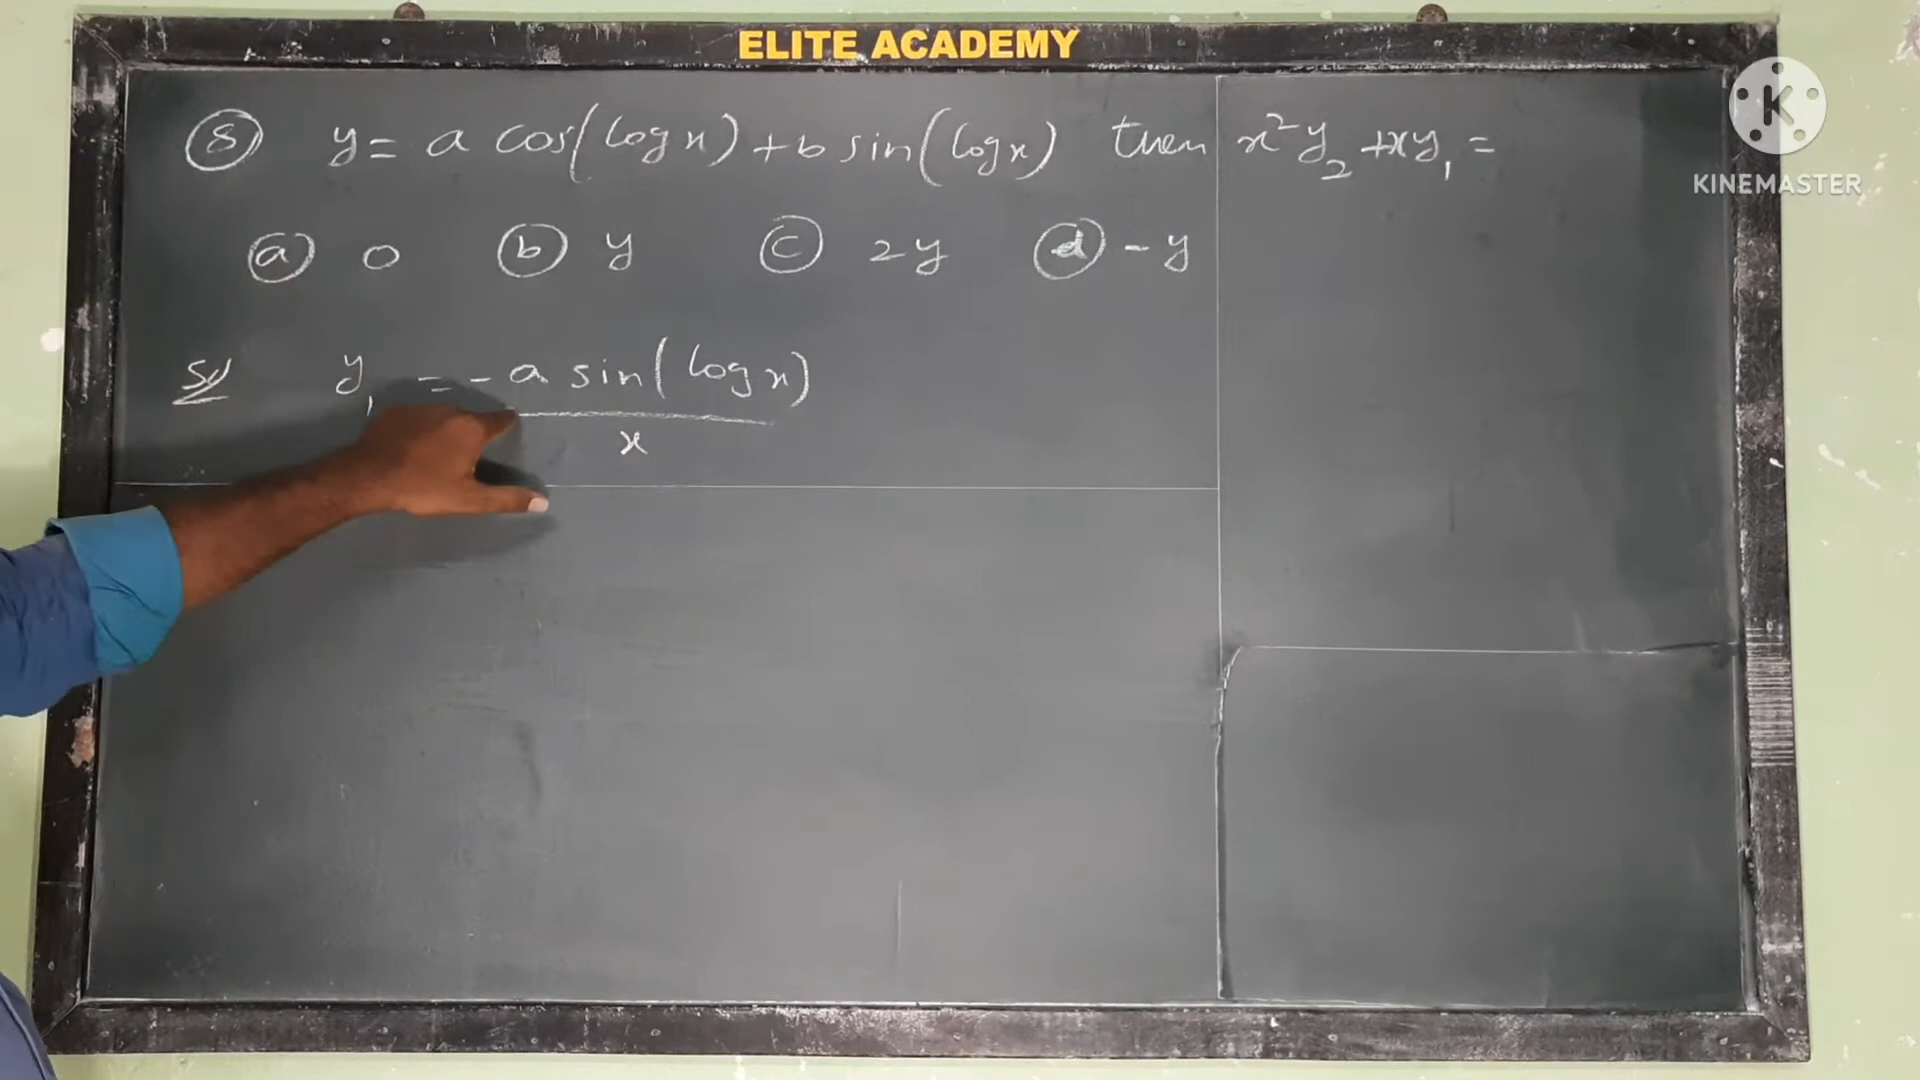 ELITE ACADEMY
K
KINEMASTER
⑧ y = a cos(log x) + b sin(log x) then x²y₂ + xy₁ =
ⓐ 0 ⓑ y ⓒ 2y ⓓ -y
Sol y₁ = -a sin(log x)
x